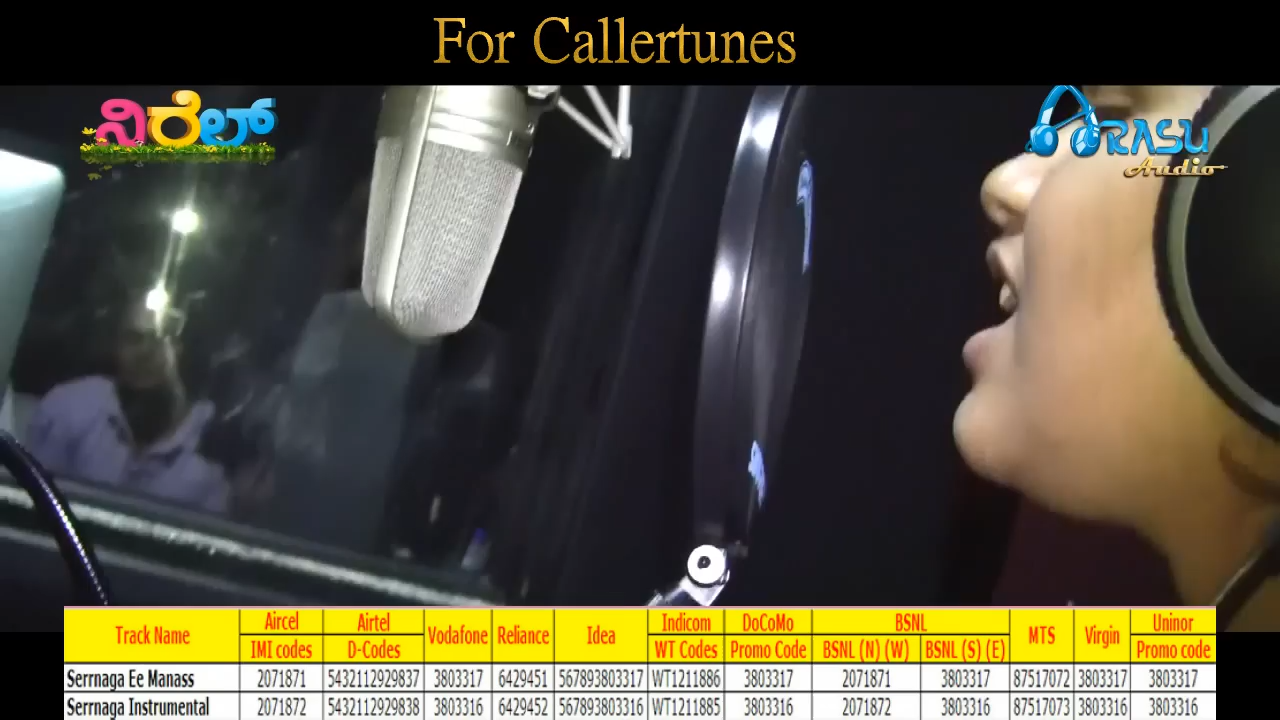 For Callertunes
ನಿರೆಲ್
ARASU
Audio
Track Name Aircel IMI codes Airtel D-Codes Vodafone Reliance Idea Indicom WT Codes DoCoMo Promo Code BSNL BSNL (N) (W) BSNL (S) (E) MTS Virgin Uninor Promo code
Serrnaga Ee Manass 2071871 5432112929837 3803317 6429451 567893803317 WT1211886 3803317 2071871 3803317 87517072 3803317 3803317
Serrnaga Instrumental 2071872 5432112929838 3803316 6429452 567893803316 WT1211885 3803316 2071872 3803316 87517073 3803316 3803316